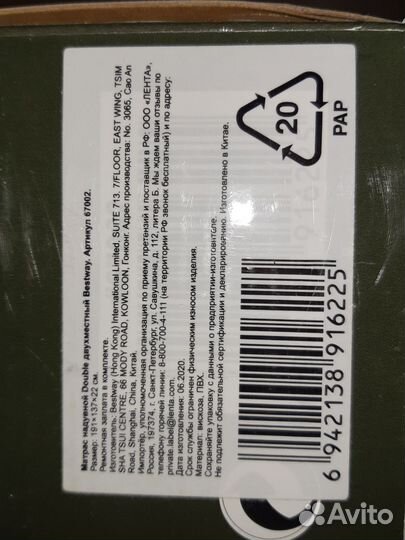 Матрас надувной Double двухместный Bestway. Артикул: 67002.
Размер: 191×137×22 см.
Ремонтная заплата в комплекте.
Изготовитель: Bestway (Hong Kong) International Limited, SUITE 713, 7/FLOOR, EAST WING, TSIM
SHA TSUI CENTRE, 66 MODY ROAD, KOWLOON, Гонконг. Адрес производства: No. 3065, Cao An
Road, Shanghai, China, Китай.
Импортёр, уполномоченная организация по приему претензий и поставщик в РФ: ООО «ЛЕНТА»,
Россия, 197374, г. Санкт-Петербург, ул. Савушкина, д. 112, литера Б. Мы ждем ваши отзывы по
телефону горячей линии: 8-800-700-4-111 (на территории РФ звонок бесплатный) и по адресу:
private.label@lenta.com.
Дата изготовления: 06.2020.
Срок службы ограничен физическим износом изделия.
Материал: вискоза, ПВХ.
Сохраняйте упаковку с данными о предприятии-изготовителе.
Не подлежит обязательной сертификации и декларированию. Изготовлено в Китае.
20
PAP
6 942138 916225
Avito